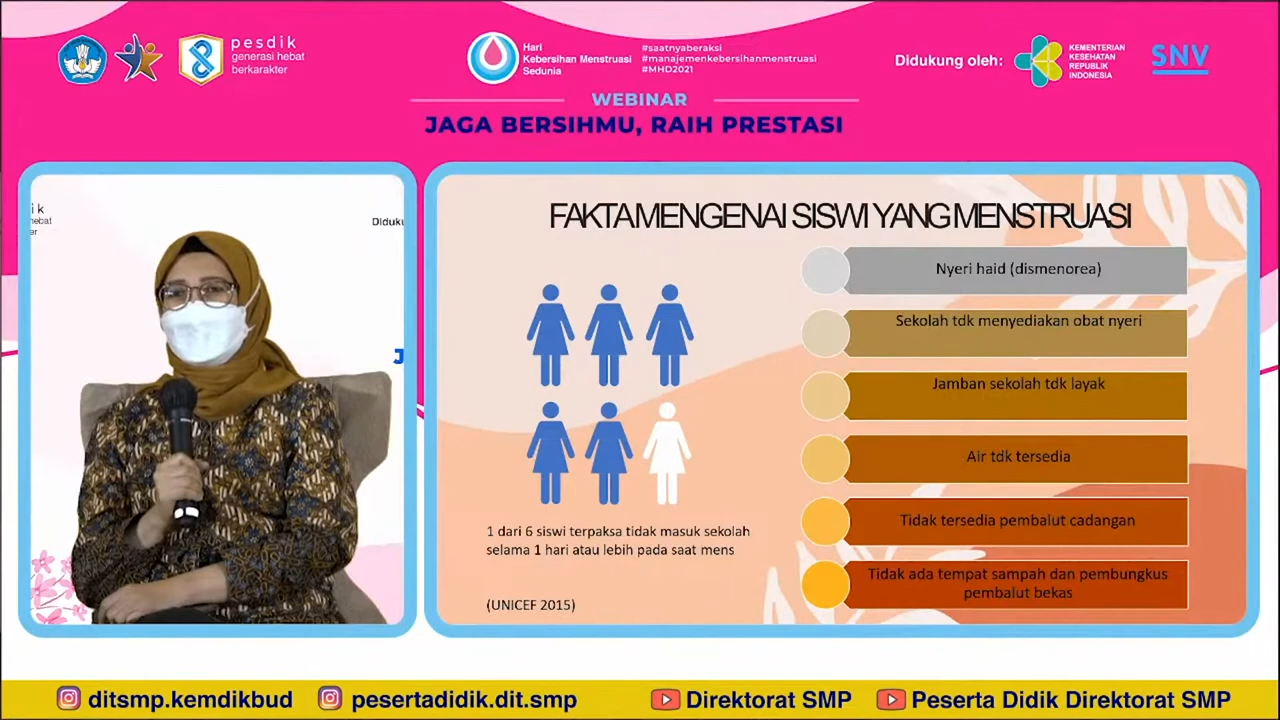 pesdik
generasi hebat
berkarakter
Hari
Kebersihan Menstruasi
Sedunia
#saatnyaberaksi
#manajemenkebersihanmenstruasi
#MHD2021
Didukung oleh:
KEMENTERIAN
KESEHATAN
REPUBLIK
INDONESIA
SNV
WEBINAR
JAGA BERSIHMU, RAIH PRESTASI
ik
hebat
er
Diduku
J
FAKTA MENGENAI SISWI YANG MENSTRUASI
Nyeri haid (dismenorea)
Sekolah tdk menyediakan obat nyeri
Jamban sekolah tdk layak
Air tdk tersedia
Tidak tersedia pembalut cadangan
Tidak ada tempat sampah dan pembungkus
pembalut bekas
1 dari 6 siswi terpaksa tidak masuk sekolah
selama 1 hari atau lebih pada saat mens
(UNICEF 2015)
ditsmp.kemdikbud
pesertadidik.dit.smp
Direktorat SMP
Peserta Didik Direktorat SMP